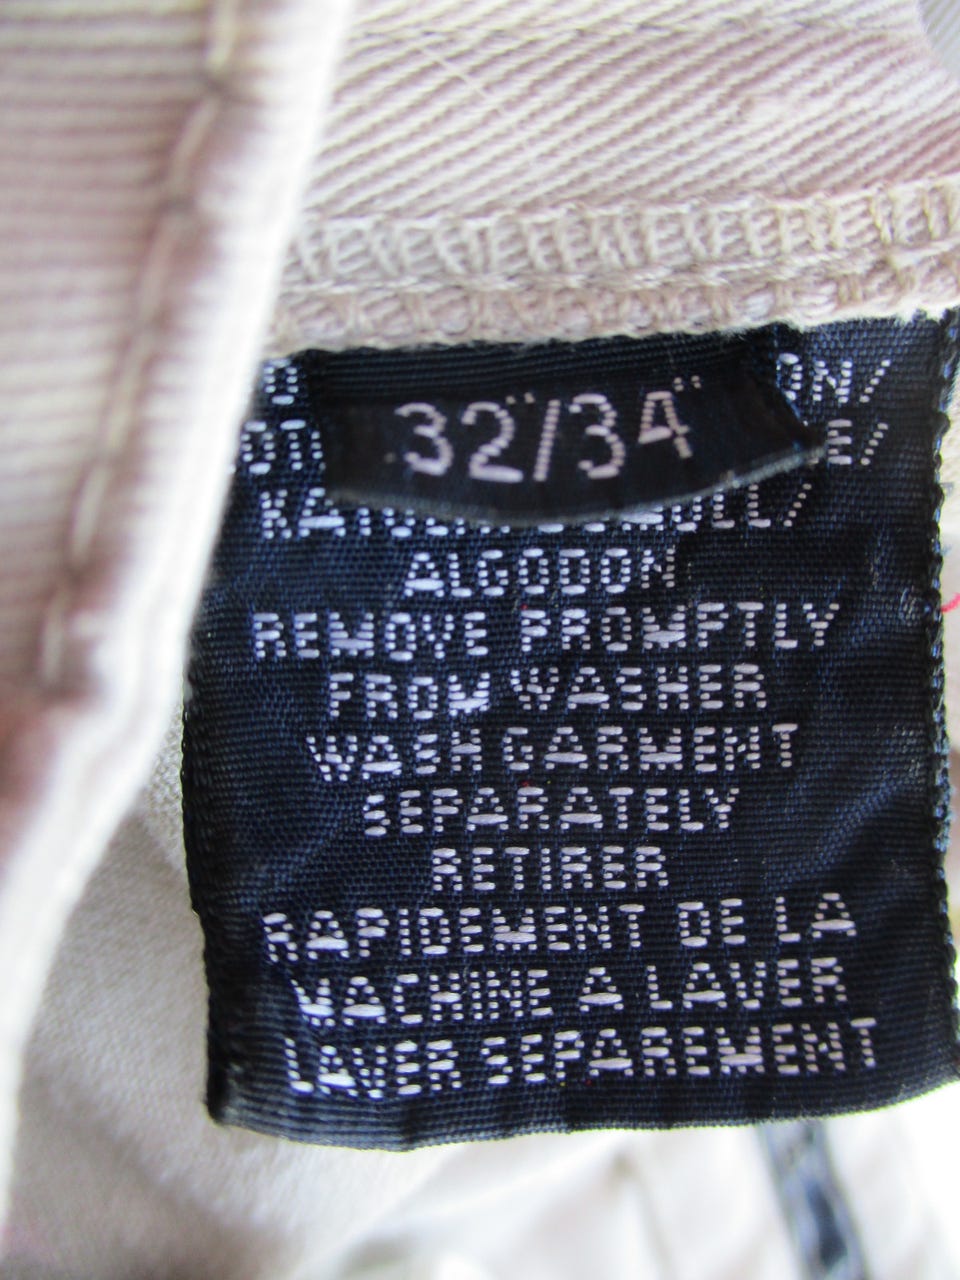 32"/34"
ALGODON
REMOVE PROMPTLY
FROM WASHER
WASH GARMENT
SEPARATELY
RETIRER
RAPIDEMENT DE LA
MACHINE A LAVER
LAVER SEPAREMENT